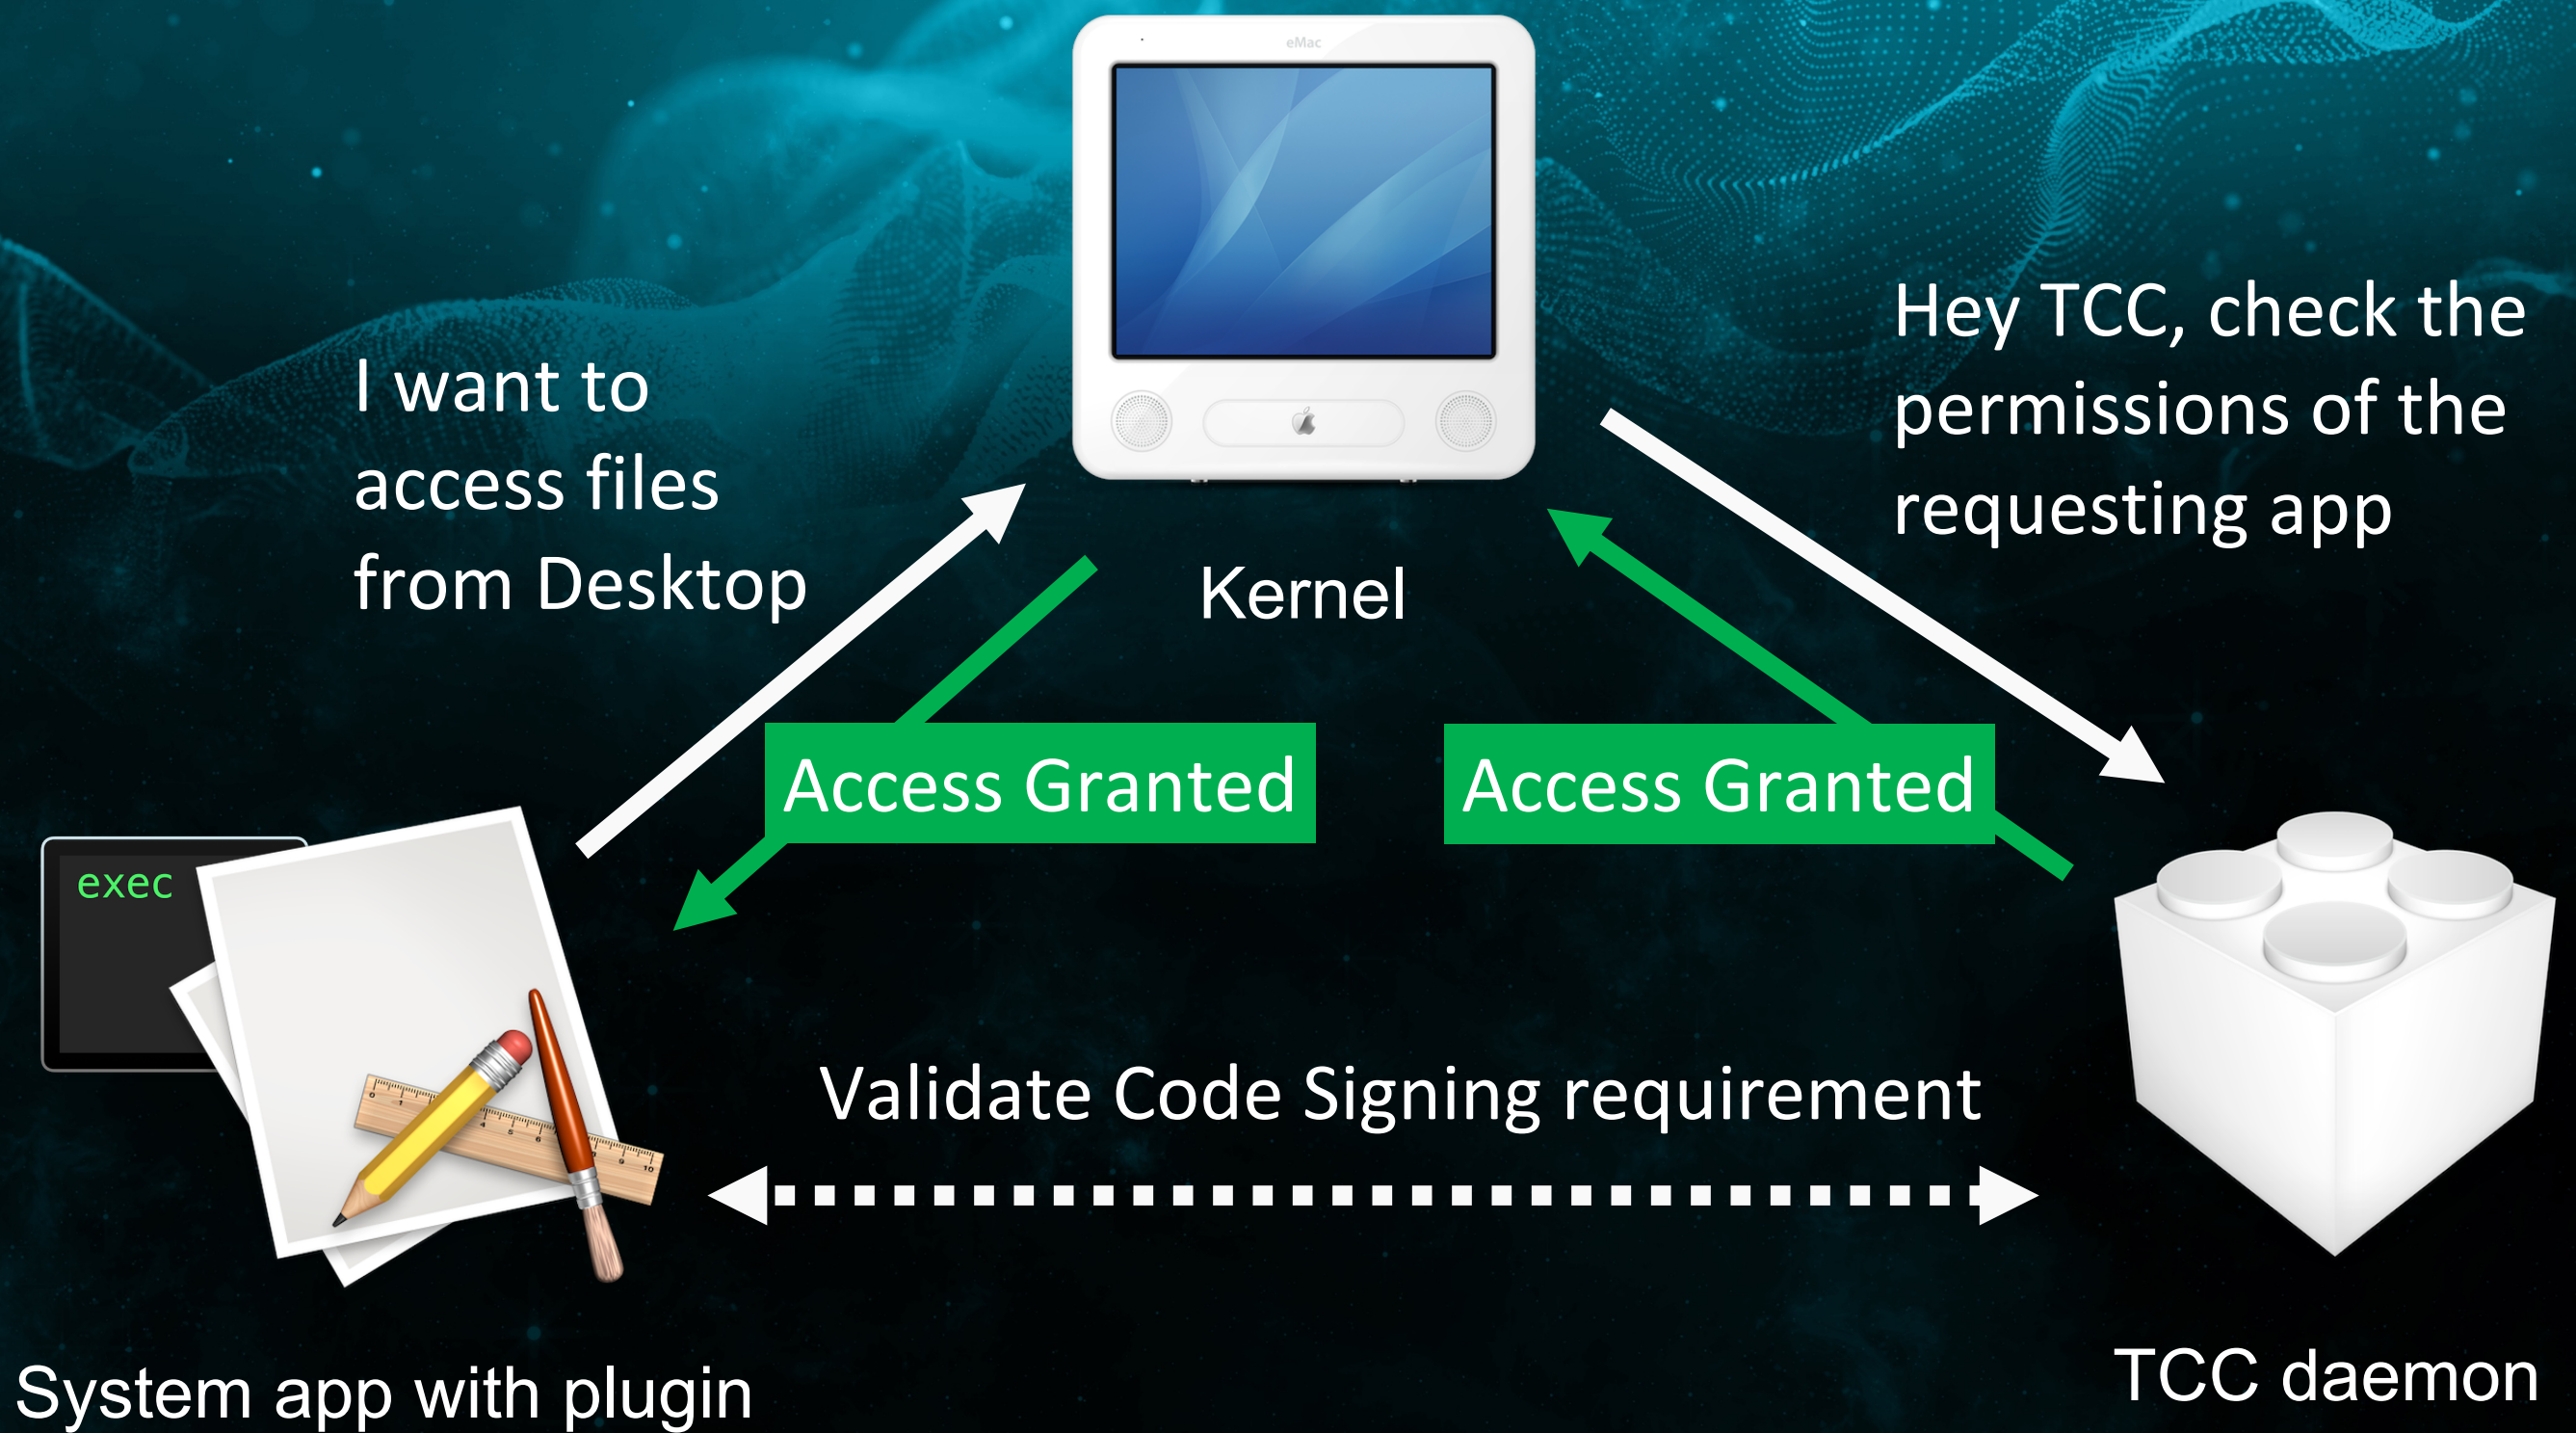 eMac
I want to
access files
from Desktop
Hey TCC, check the
permissions of the
requesting app
Kernel
Access Granted
Access Granted
exec
Validate Code Signing requirement
System app with plugin
TCC daemon